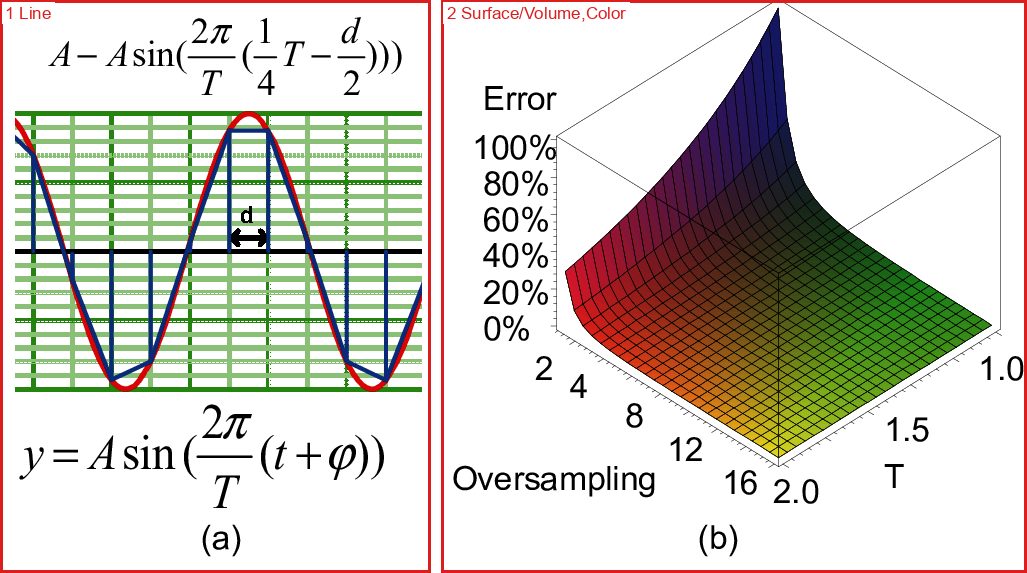 1 Line
A − A sin(2π/T (1/4 T − d/2)))
d
y = A sin(2π/T (t + φ))
(a)
2 Surface/Volume,Color
Error
100%
80%
60%
40%
20%
0%
2
4
8
12
16
Oversampling
1.0
1.5
2.0
T
(b)